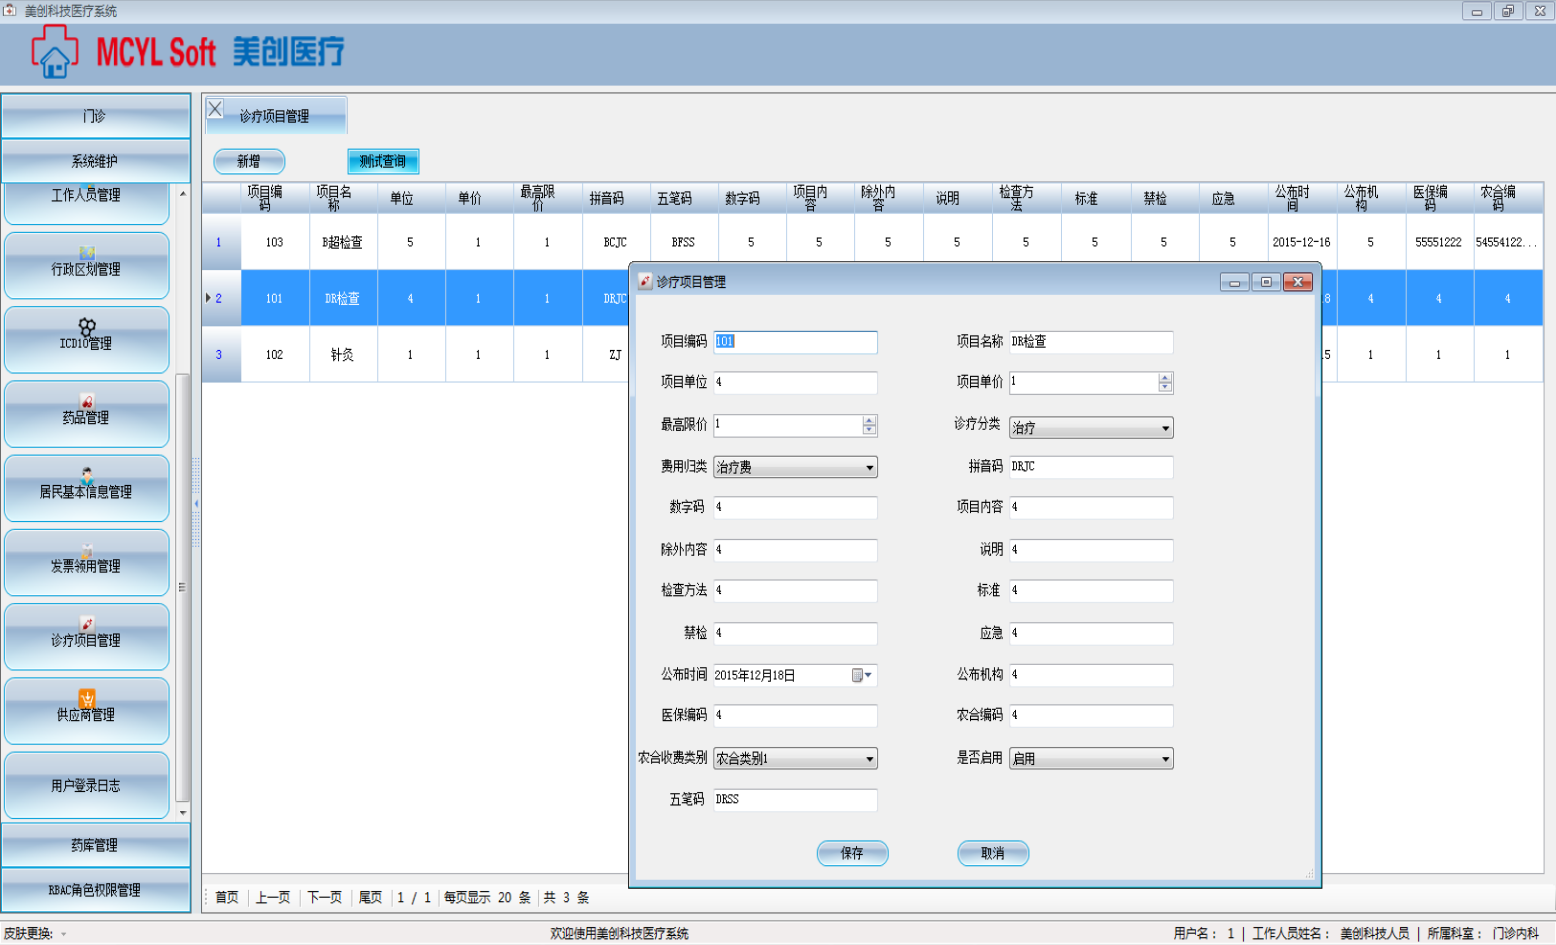 美创科技医疗系统
MCYL Soft 美创医疗
门诊
系统维护
工作人员管理
行政区划管理
ICD10管理
药品管理
居民基本信息管理
发票领用管理
诊疗项目管理
供应商管理
用户登录日志
药库管理
RBAC角色权限管理
诊疗项目管理
新增 测试查询
项目编码 项目名称 单位 单价 最高限价 拼音码 五笔码 数字码 项目内容 除外内容 说明 检查方法 标准 禁检 应急 公布时间 公布机构 医保编码 农合编码
1 103 B超检查 5 1 1 BCJC BFSS 5 5 5 5 5 5 5 5 2015-12-16 5 55551222 54554122...
2 101 DR检查 4 1 1 DRJC 8 4 4 4
3 102 针灸 1 1 1 ZJ 5 1 1 1
诊疗项目管理
项目编码 101 项目名称 DR检查
项目单位 4 项目单价 1
最高限价 1 诊疗分类 治疗
费用归类 治疗费 拼音码 DRJC
数字码 4 项目内容 4
除外内容 4 说明 4
检查方法 4 标准 4
禁检 4 应急 4
公布时间 2015年12月18日 公布机构 4
医保编码 4 农合编码 4
农合收费类别 农合类别1 是否启用 启用
五笔码 DRSS
保存 取消
首页 上一页 下一页 尾页 1 / 1 每页显示 20 条 共 3 条
皮肤更换: 欢迎使用美创科技医疗系统 用户名: 1 | 工作人员姓名: 美创科技人员 | 所属科室: 门诊内科